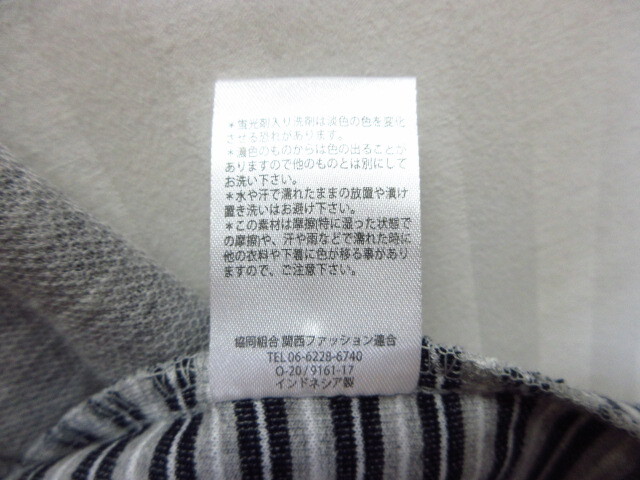 ＊蛍光剤入り洗剤は淡色の色を変化
させる恐れがあります。
＊濃色のものからは色の出ることが
ありますので他のものとは別にして
お洗い下さい。
＊水や汗で濡れたままの放置や漬け
置き洗いはお避け下さい。
＊この素材は摩擦(特に湿った状態で
の摩擦)や、汗や雨などで濡れた時に
他の衣料や下着に色が移る事があり
ますので、ご注意下さい。
協同組合 関西ファッション連合
TEL 06-6228-6740
O-20/9161-17
インドネシア製